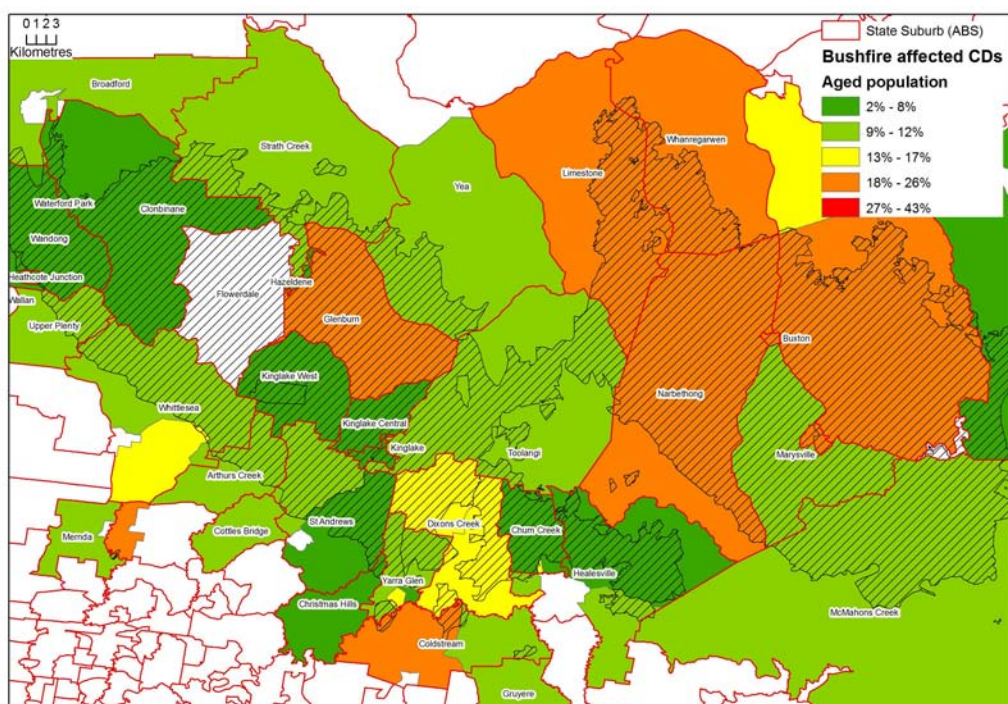 0 1 2 3
Kilometres
State Suburb (ABS)
Bushfire affected CDs
Aged population
2% - 8%
9% - 12%
13% - 17%
18% - 26%
27% - 43%
Broadford
Strath Creek
Whanregarwen
Limestone
Yea
Waterford Park
Clonbinane
Wandong
Heathcote Junction
Hazeldene
Flowerdale
Wallan
Glenburn
Upper Plenty
Buxton
Kinglake West
Narbethong
Whittlesea
Kinglake Central
Kinglake
Toolangi
Marysville
Arthurs Creek
St Andrews
Dixons Creek
Chum Creek
Cottles Bridge
Mernda
Healesville
Yarra Glen
Christmas Hills
McMahons Creek
Coldstream
Gruyere